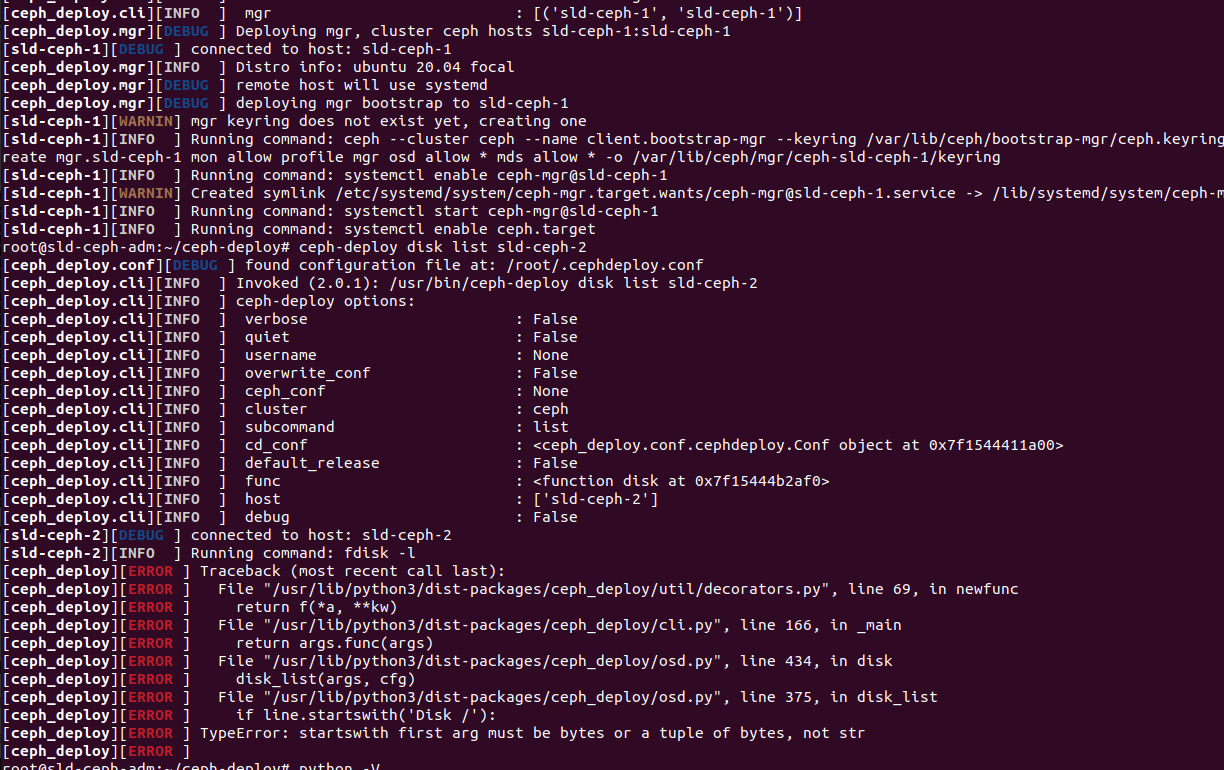 [ceph_deploy.cli][INFO  ]  mgr                           : [('sld-ceph-1', 'sld-ceph-1')]
[ceph_deploy.mgr][DEBUG ] Deploying mgr, cluster ceph hosts sld-ceph-1:sld-ceph-1
[sld-ceph-1][DEBUG ] connected to host: sld-ceph-1
[ceph_deploy.mgr][INFO  ] Distro info: ubuntu 20.04 focal
[ceph_deploy.mgr][DEBUG ] remote host will use systemd
[ceph_deploy.mgr][DEBUG ] deploying mgr bootstrap to sld-ceph-1
[sld-ceph-1][WARNIN] mgr keyring does not exist yet, creating one
[sld-ceph-1][INFO  ] Running command: ceph --cluster ceph --name client.bootstrap-mgr --keyring /var/lib/ceph/bootstrap-mgr/ceph.keyring
reate mgr.sld-ceph-1 mon allow profile mgr osd allow * mds allow * -o /var/lib/ceph/mgr/ceph-sld-ceph-1/keyring
[sld-ceph-1][INFO  ] Running command: systemctl enable ceph-mgr@sld-ceph-1
[sld-ceph-1][WARNIN] Created symlink /etc/systemd/system/ceph-mgr.target.wants/ceph-mgr@sld-ceph-1.service -> /lib/systemd/system/ceph-m
[sld-ceph-1][INFO  ] Running command: systemctl start ceph-mgr@sld-ceph-1
[sld-ceph-1][INFO  ] Running command: systemctl enable ceph.target
root@sld-ceph-adm:~/ceph-deploy# ceph-deploy disk list sld-ceph-2
[ceph_deploy.conf][DEBUG ] found configuration file at: /root/.cephdeploy.conf
[ceph_deploy.cli][INFO  ] Invoked (2.0.1): /usr/bin/ceph-deploy disk list sld-ceph-2
[ceph_deploy.cli][INFO  ] ceph-deploy options:
[ceph_deploy.cli][INFO  ]  verbose                       : False
[ceph_deploy.cli][INFO  ]  quiet                         : False
[ceph_deploy.cli][INFO  ]  username                      : None
[ceph_deploy.cli][INFO  ]  overwrite_conf                : False
[ceph_deploy.cli][INFO  ]  ceph_conf                     : None
[ceph_deploy.cli][INFO  ]  cluster                       : ceph
[ceph_deploy.cli][INFO  ]  subcommand                    : list
[ceph_deploy.cli][INFO  ]  cd_conf                       : <ceph_deploy.conf.cephdeploy.Conf object at 0x7f1544411a00>
[ceph_deploy.cli][INFO  ]  default_release               : False
[ceph_deploy.cli][INFO  ]  func                          : <function disk at 0x7f15444b2af0>
[ceph_deploy.cli][INFO  ]  host                          : ['sld-ceph-2']
[ceph_deploy.cli][INFO  ]  debug                         : False
[sld-ceph-2][DEBUG ] connected to host: sld-ceph-2
[sld-ceph-2][INFO  ] Running command: fdisk -l
[ceph_deploy][ERROR ] Traceback (most recent call last):
[ceph_deploy][ERROR ]   File "/usr/lib/python3/dist-packages/ceph_deploy/util/decorators.py", line 69, in newfunc
[ceph_deploy][ERROR ]     return f(*a, **kw)
[ceph_deploy][ERROR ]   File "/usr/lib/python3/dist-packages/ceph_deploy/cli.py", line 166, in _main
[ceph_deploy][ERROR ]     return args.func(args)
[ceph_deploy][ERROR ]   File "/usr/lib/python3/dist-packages/ceph_deploy/osd.py", line 434, in disk
[ceph_deploy][ERROR ]     disk_list(args, cfg)
[ceph_deploy][ERROR ]   File "/usr/lib/python3/dist-packages/ceph_deploy/osd.py", line 375, in disk_list
[ceph_deploy][ERROR ]     if line.startswith('Disk /'):
[ceph_deploy][ERROR ] TypeError: startswith first arg must be bytes or a tuple of bytes, not str
[ceph_deploy][ERROR ]
root@sld-ceph-adm:~/ceph-deploy# python -V